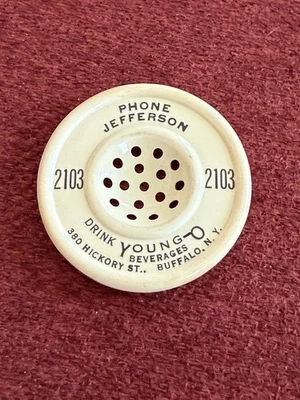 PHONE
JEFFERSON
2103 2103
DRINK YOUNG
BEVERAGES
380 HICKORY ST., BUFFALO, N.Y.